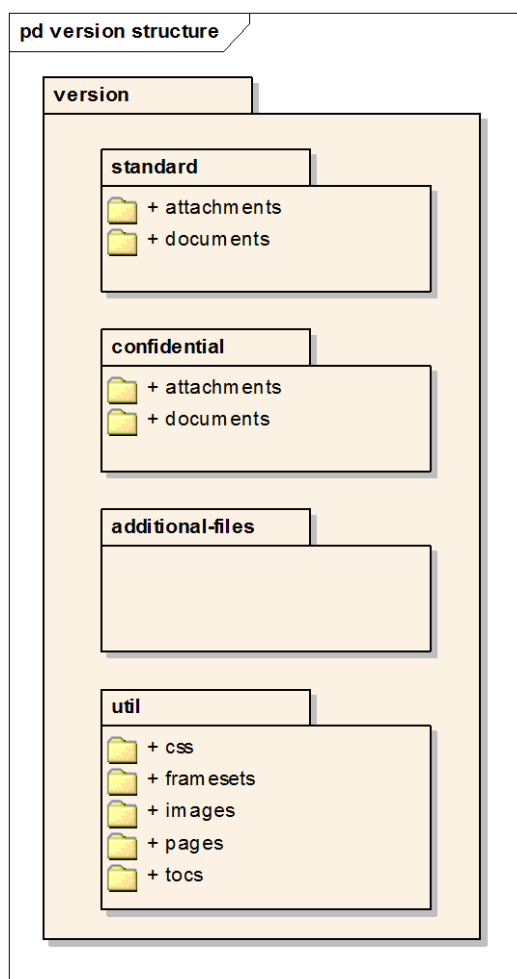 pd version structure
version
standard
+ attachments
+ documents
confidential
+ attachments
+ documents
additional-files
util
+ css
+ framesets
+ images
+ pages
+ tocs